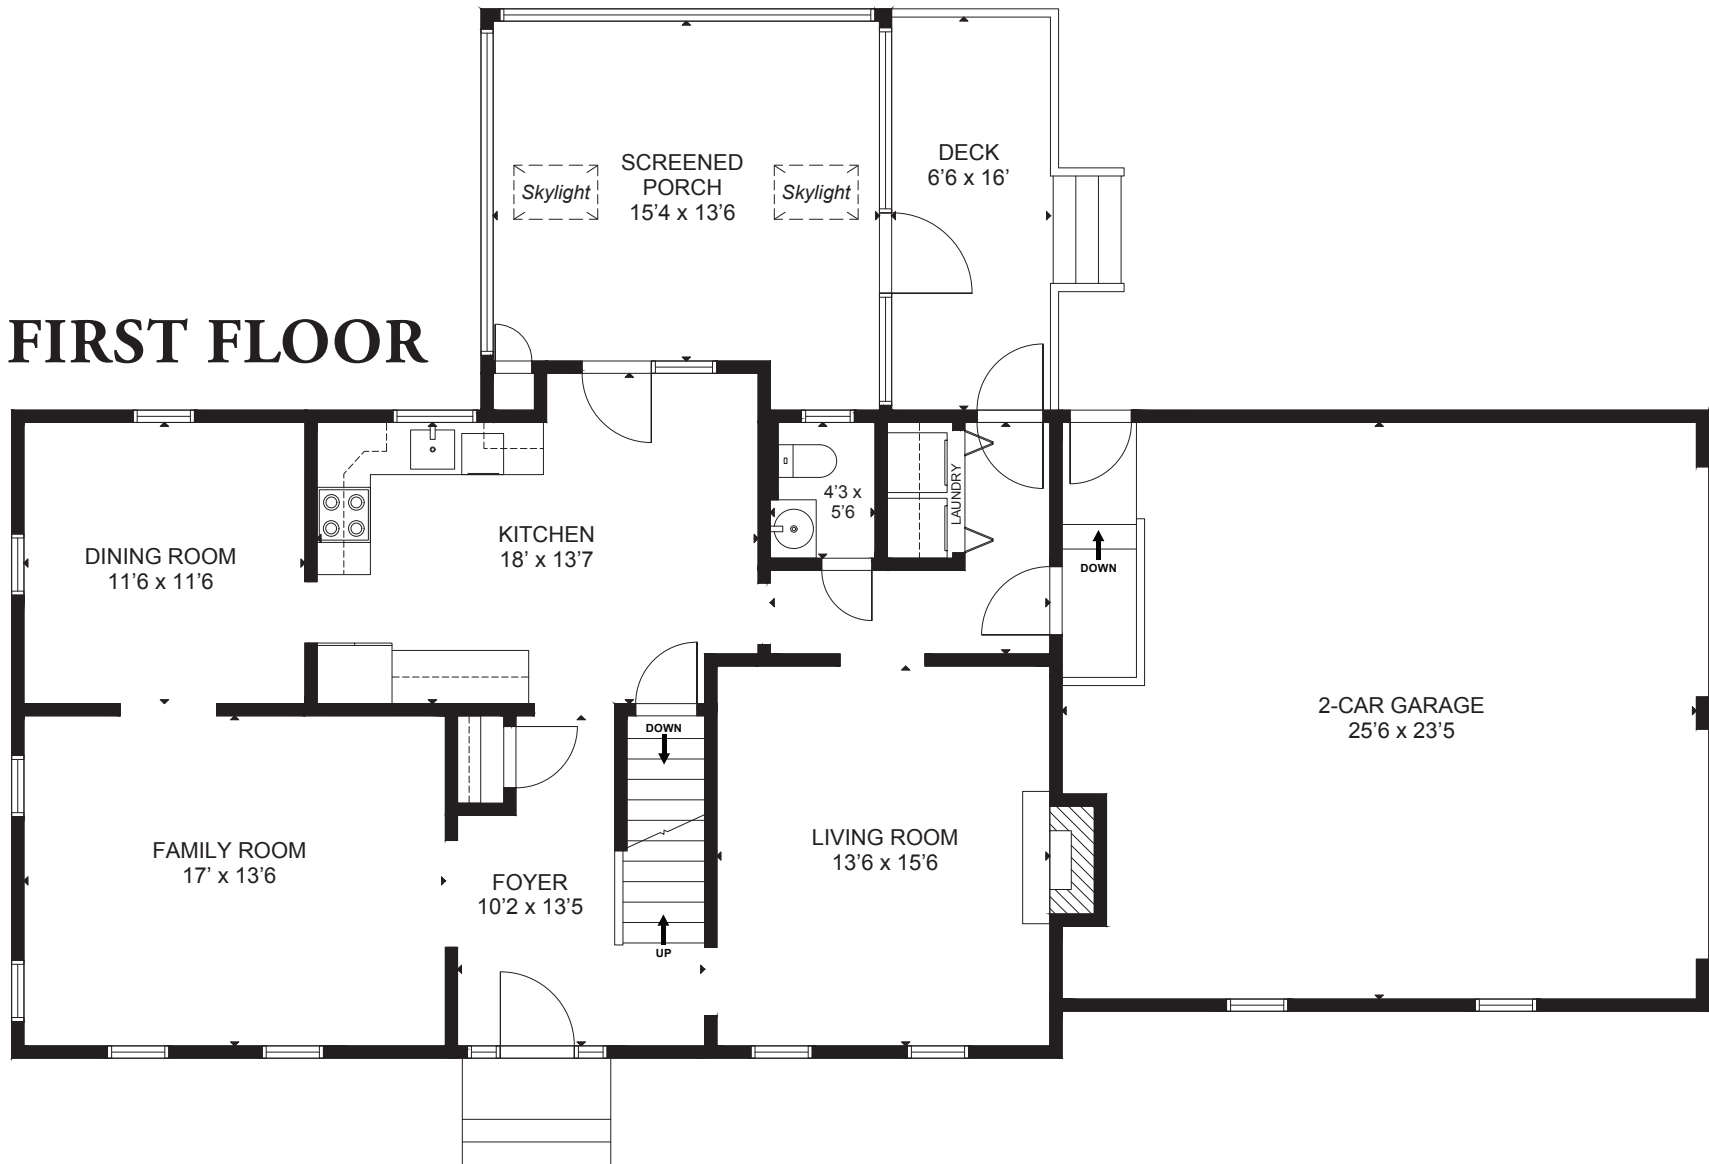 DECK
6'6 x 16'
SCREENED
PORCH
15'4 x 13'6
Skylight
Skylight
FIRST FLOOR
4'3 x
5'6
LAUNDRY
KITCHEN
18' x 13'7
DINING ROOM
11'6 x 11'6
DOWN
2-CAR GARAGE
25'6 x 23'5
DOWN
LIVING ROOM
13'6 x 15'6
FAMILY ROOM
17' x 13'6
FOYER
10'2 x 13'5
UP